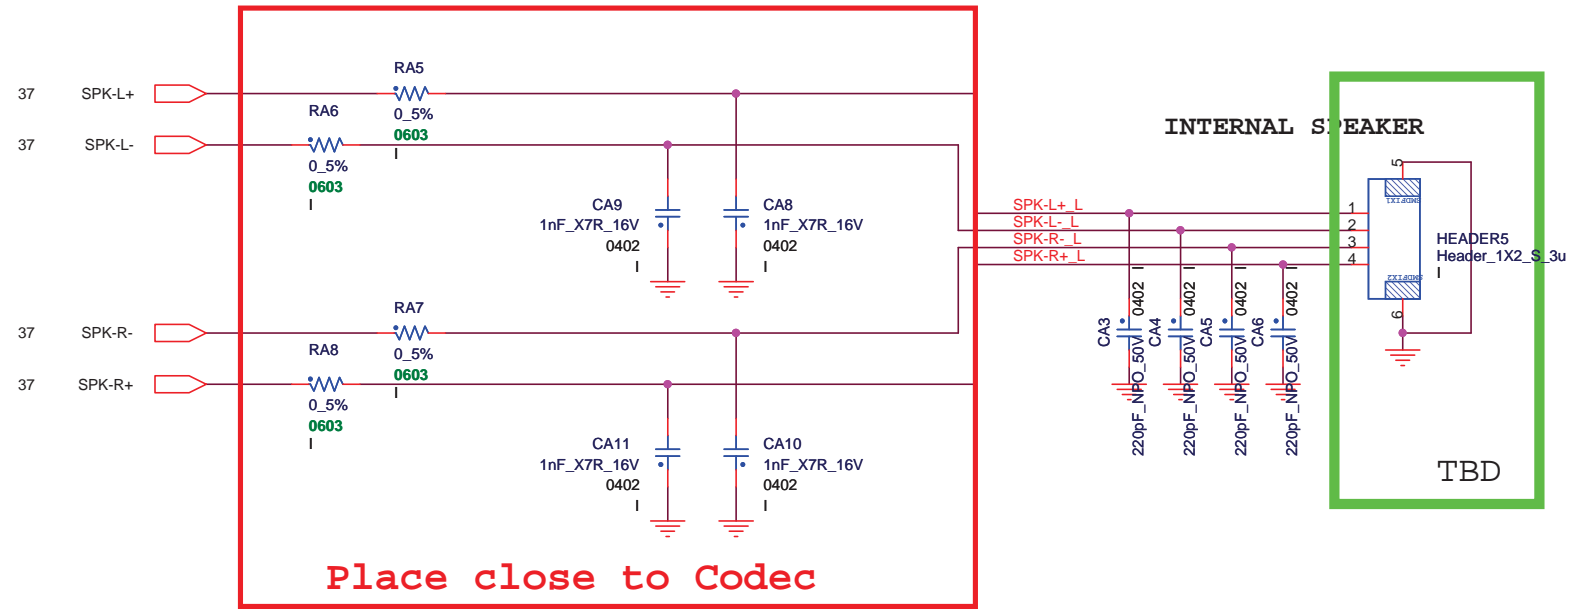 RA5
37 SPK-L+
RA6
0_5%
0603
I
37 SPK-L-
0_5%
0603
I
CA9
1nF_X7R_16V
0402
I
CA8
1nF_X7R_16V
0402
I
RA7
37 SPK-R-
RA8
0_5%
0603
I
37 SPK-R+
0_5%
0603
I
CA11
1nF_X7R_16V
0402
I
CA10
1nF_X7R_16V
0402
I
Place close to Codec
INTERNAL SPEAKER
SPK-L+_L
SPK-L-_L
SPK-R-_L
SPK-R+_L
CA3
220pF_NPO_50V
0402
I
CA4
220pF_NPO_50V
0402
I
CA5
220pF_NPO_50V
0402
I
CA6
220pF_NPO_50V
0402
I
5
SMDFIX1
1
2
3
4
SMDFIX2
6
HEADER5
Header_1X2_S_3u
I
TBD